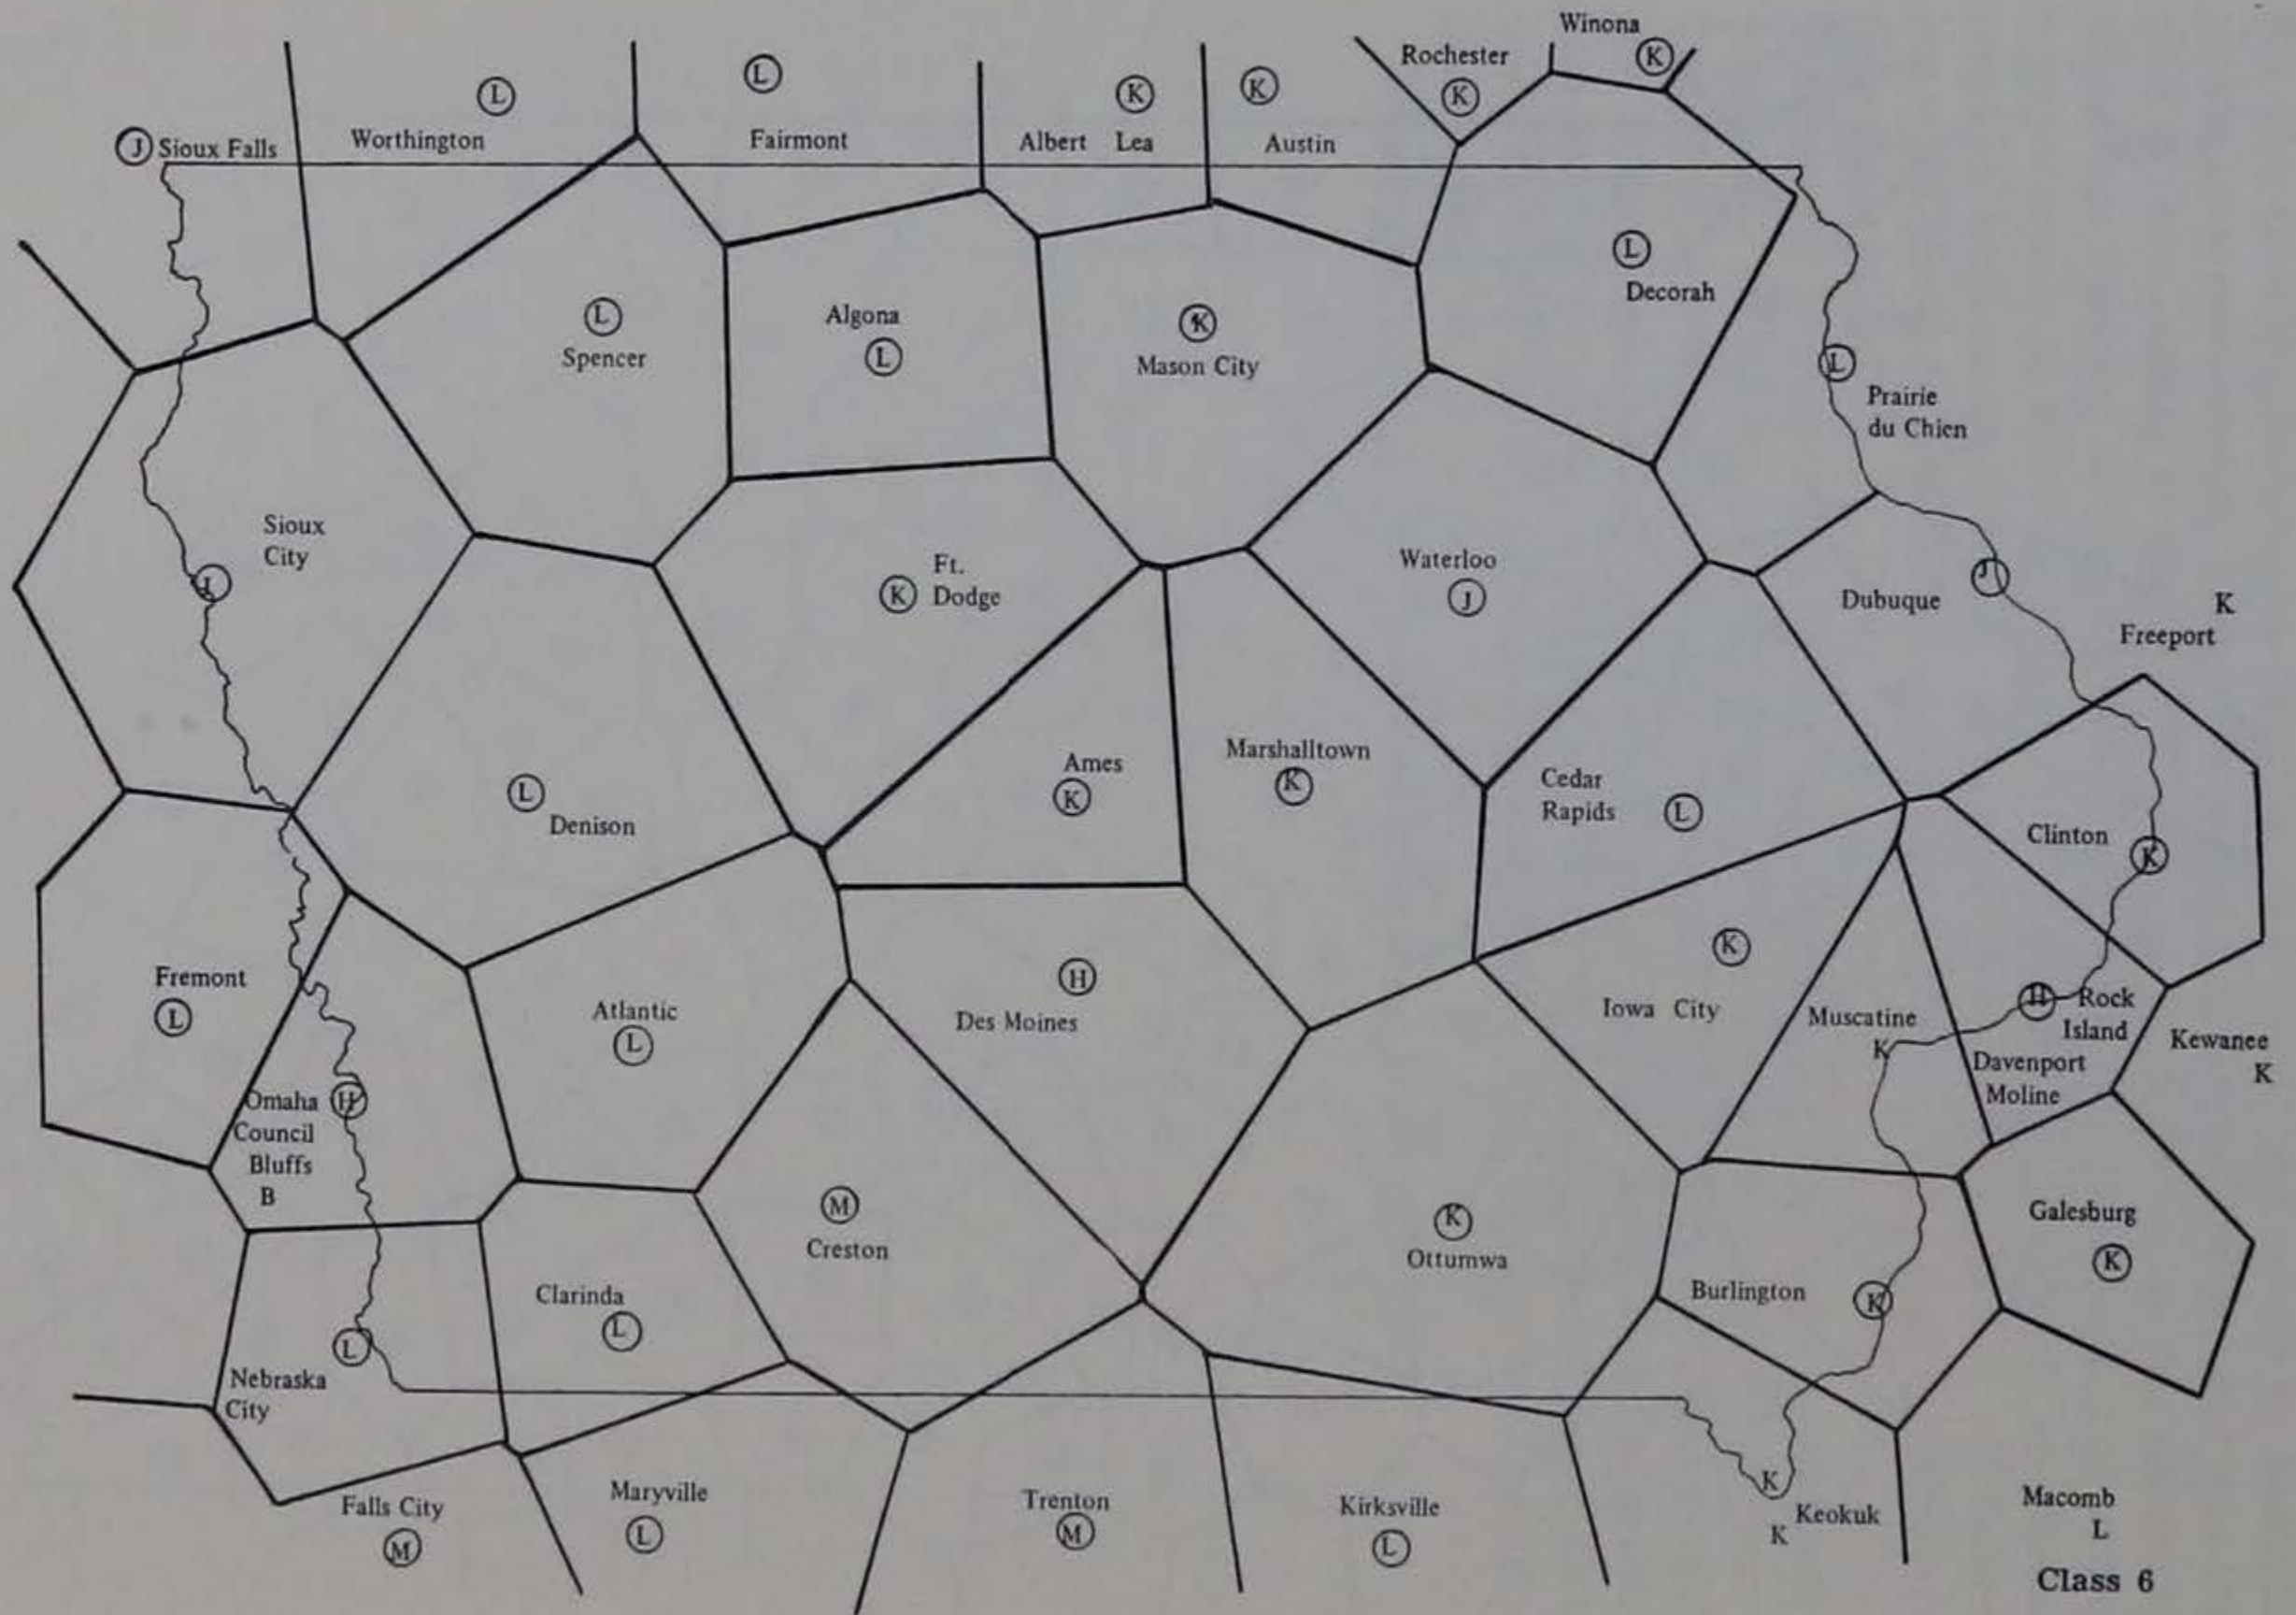 Winona
K
Rochester
K
L
L
K
K
J Sioux Falls
Worthington
Fairmont
Albert Lea
Austin
L
Decorah
L
Spencer
Algona
L
K
Mason City
L
Prairie
du Chien
Sioux
City
J
Ft.
Dodge
K
Waterloo
J
J
Dubuque
K
Freeport
L
Denison
Ames
K
Marshalltown
K
Cedar
Rapids
L
Clinton
K
Fremont
L
Atlantic
L
H
Des Moines
K
Iowa City
Muscatine
K
H Rock
Island
Davenport
Moline
Kewanee
K
Omaha H
Council
Bluffs
B
M
Creston
K
Ottumwa
Galesburg
K
Clarinda
L
Burlington
K
L
Nebraska
City
Falls City
M
Maryville
L
Trenton
M
Kirksville
L
K
Keokuk
K
Macomb
L
Class 6